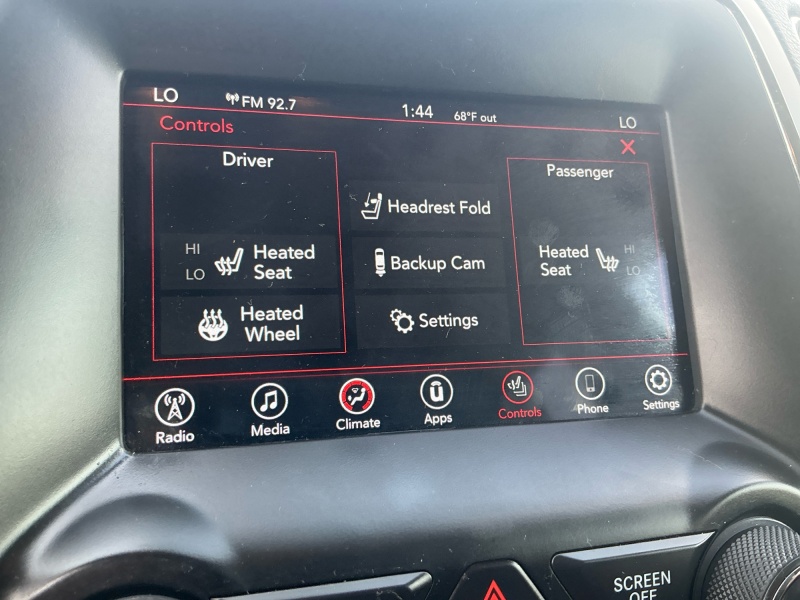 LO FM 92.7 1:44 68°F out LO
Controls X
Driver
HI
LO
Heated
Seat
Heated
Wheel
Headrest Fold
Backup Cam
Settings
Passenger
Heated
Seat
HI
LO
Radio Media Climate Apps Controls Phone Settings
SCREEN
OFF